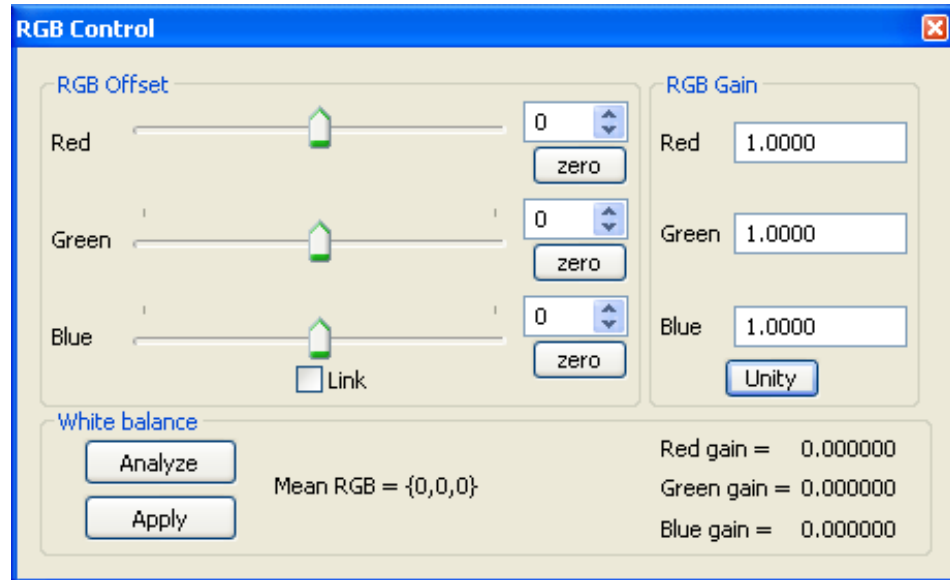 RGB Control
RGB Offset
Red
0
zero
Green
0
zero
Blue
0
zero
Link
RGB Gain
Red
1.0000
Green
1.0000
Blue
1.0000
Unity
White balance
Analyze
Apply
Mean RGB = {0,0,0}
Red gain = 0.000000
Green gain = 0.000000
Blue gain = 0.000000